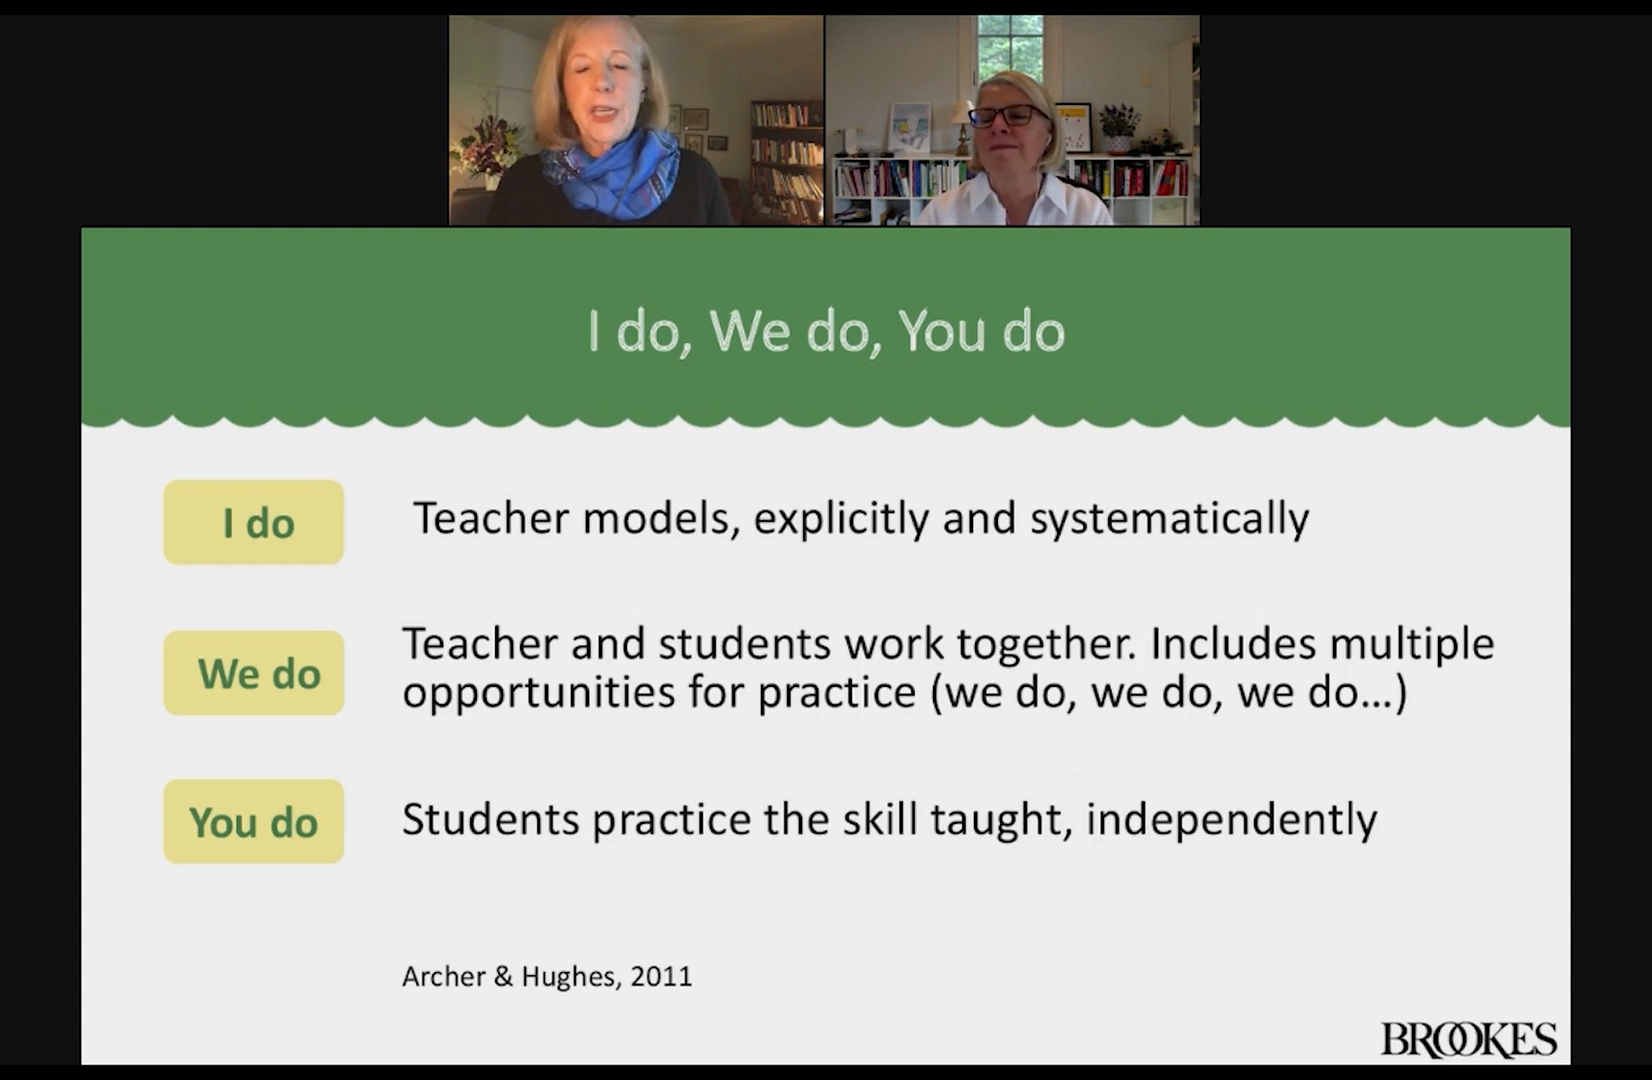 I do, We do, You do
I do
Teacher models, explicitly and systematically
We do
Teacher and students work together. Includes multiple
opportunities for practice (we do, we do, we do...)
You do
Students practice the skill taught, independently
Archer & Hughes, 2011
BROOKES